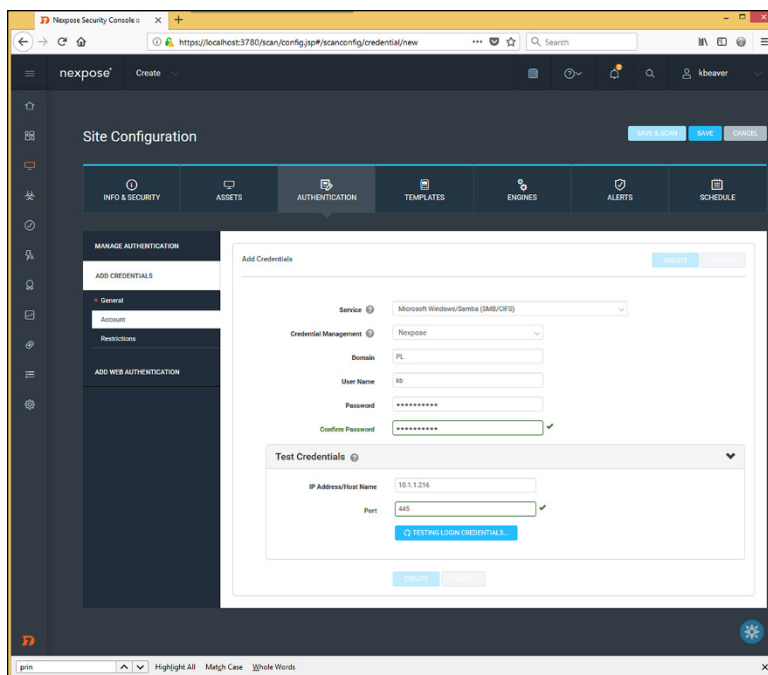 Nexpose Security Console ::
https://localhost:3780/scan/config.jsp#/scanconfig/credential/new
Search
nexpose
Create
kbeaver
Site Configuration
SAVE & SCAN
SAVE
CANCEL
INFO & SECURITY
ASSETS
AUTHENTICATION
TEMPLATES
ENGINES
ALERTS
SCHEDULE
MANAGE AUTHENTICATION
ADD CREDENTIALS
General
Account
Restrictions
ADD WEB AUTHENTICATION
Add Credentials
CREATE
Service
Microsoft Windows/Samba (SMB/CIFS)
Credential Management
Nexpose
Domain
PL
User Name
kb
Password
••••••••••
Confirm Password
••••••••••
Test Credentials
IP Address/Host Name
10.1.1.216
Port
445
TESTING LOGIN CREDENTIALS...
CREATE
prin
Highlight All Match Case Whole Words